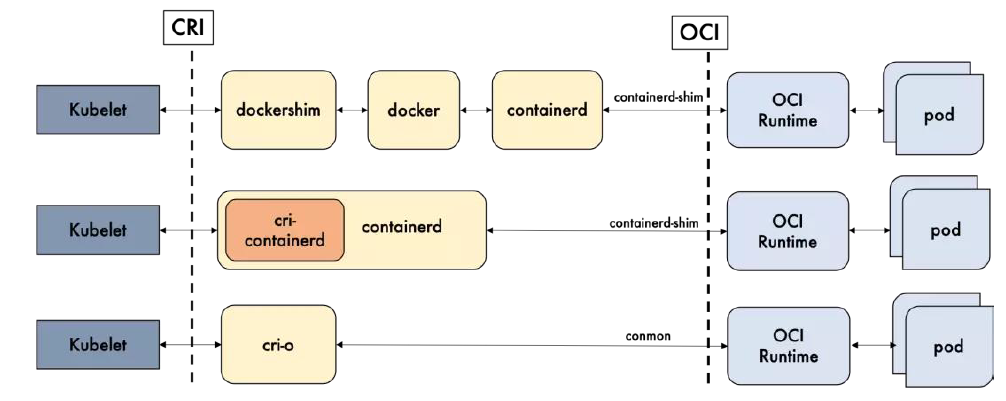 CRI
OCI
Kubelet
dockershim
docker
containerd
containerd-shim
OCI
Runtime
pod
Kubelet
cri-
containerd
containerd
containerd-shim
OCI
Runtime
pod
Kubelet
cri-o
conmon
OCI
Runtime
pod